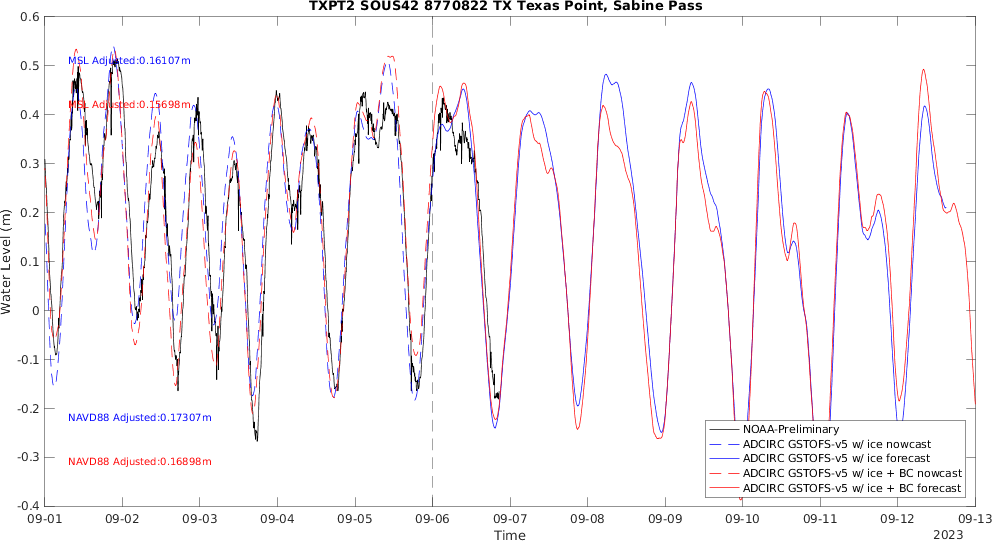 TXPT2 SOUS42 8770822 TX Texas Point, Sabine Pass
0.6
0.5
0.4
0.3
0.2
0.1
0
-0.1
-0.2
-0.3
-0.4
Water Level (m)
MSL Adjusted:0.16107m
MSL Adjusted:0.15698m
NAVD88 Adjusted:0.17307m
NAVD88 Adjusted:0.16898m
NOAA-Preliminary
ADCIRC GSTOFS-v5 w/ ice nowcast
ADCIRC GSTOFS-v5 w/ ice forecast
ADCIRC GSTOFS-v5 w/ ice + BC nowcast
ADCIRC GSTOFS-v5 w/ ice + BC forecast
09-01 09-02 09-03 09-04 09-05 09-06 09-07 09-08 09-09 09-10 09-11 09-12 09-13
Time
2023